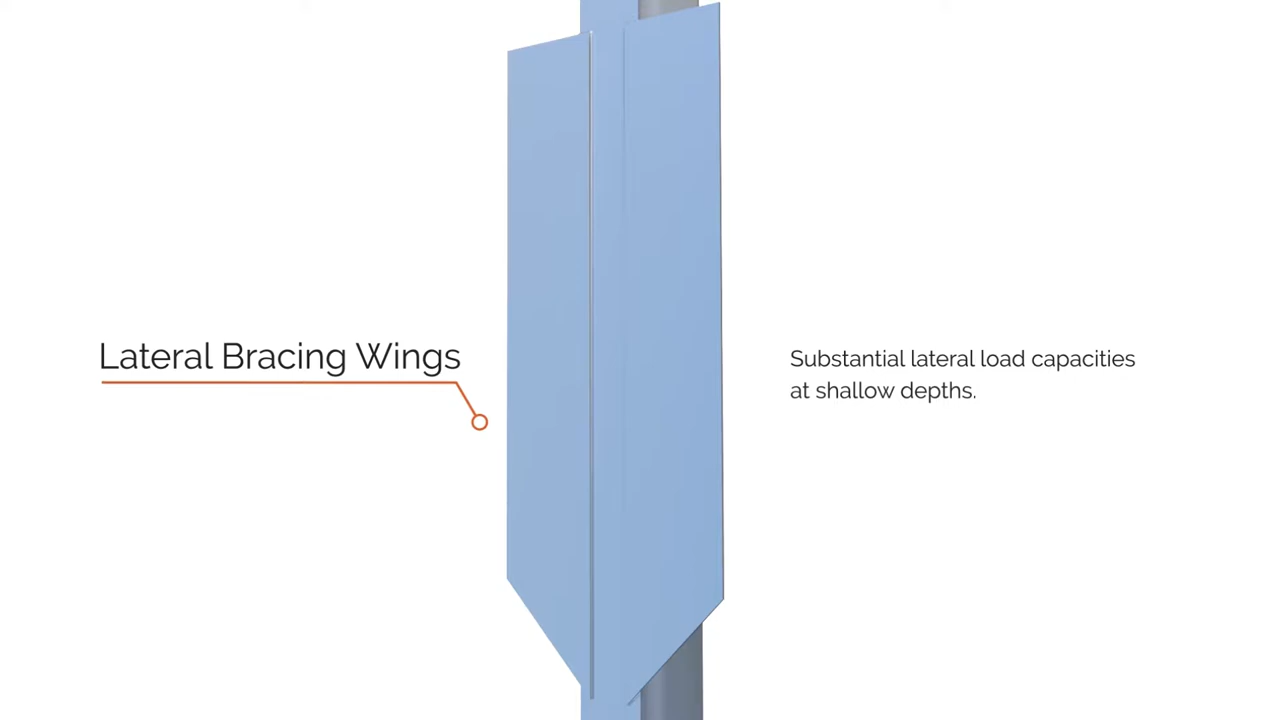 Lateral Bracing Wings
Substantial lateral load capacities
at shallow depths.